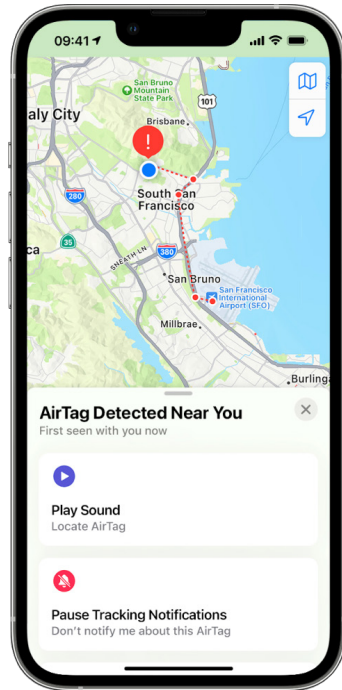 09:41
San Bruno
Mountain
State Park
101
aly City
Brisbane
280
South San
Francisco
35
ca
SNEATH LN
380
San Bruno
San Francisco
International
Airport (SFO)
Millbrae
Burling
AirTag Detected Near You
First seen with you now
Play Sound
Locate AirTag
Pause Tracking Notifications
Don't notify me about this AirTag